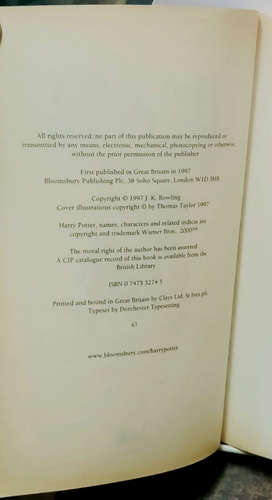 All rights reserved; no part of this publication may be reproduced or
transmitted by any means, electronic, mechanical, photocopying or otherwise,
without the prior permission of the publisher
First published in Great Britain in 1997
Bloomsbury Publishing Plc, 38 Soho Square, London W1D 3HB
Copyright © 1997 J. K. Rowling
Cover illustrations copyright © by Thomas Taylor 1997
Harry Potter, names, characters and related indicia are
copyright and trademark Warner Bros., 2000™
The moral right of the author has been asserted
A CIP catalogue record of this book is available from the
British Library
ISBN 0 7475 3274 5
Printed and bound in Great Britain by Clays Ltd, St Ives plc
Typeset by Dorchester Typesetting
63
www.bloomsbury.com/harrypotter